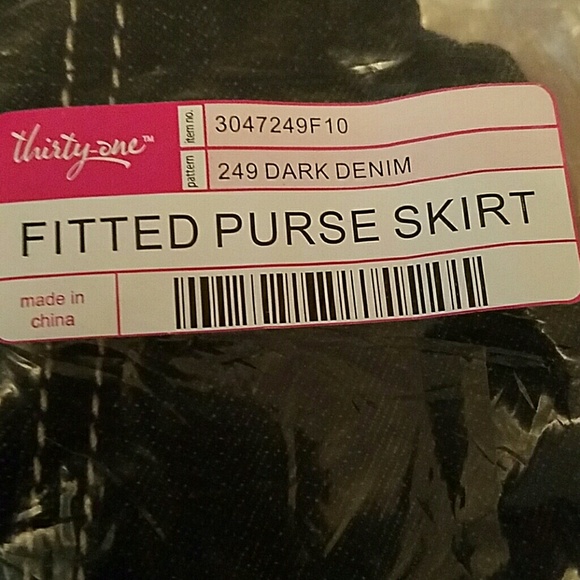 thirty-one™
item no. 3047249F10
pattern 249 DARK DENIM
FITTED PURSE SKIRT
made in
china